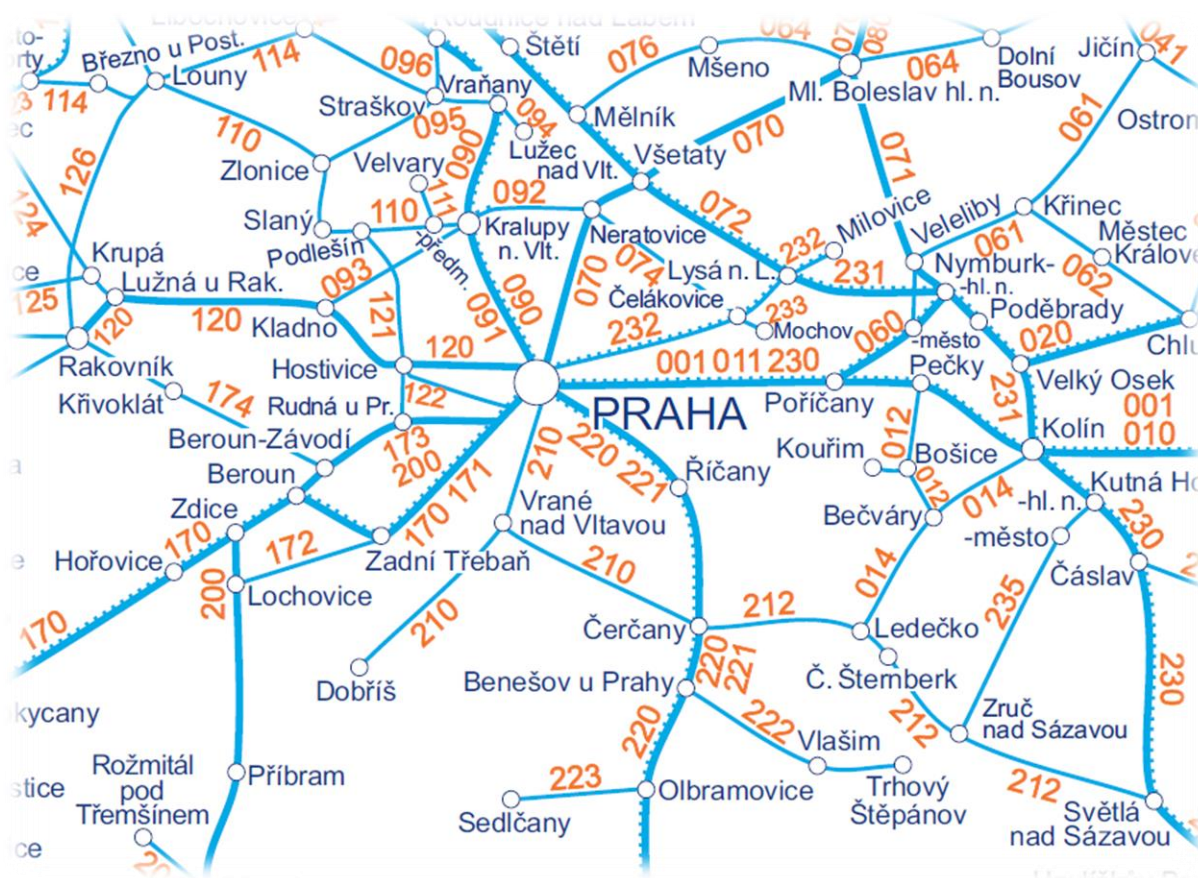 Roudnice nad Labem
Březno u Post.
Louny
114
114
096
Vraňany
Štětí
076
064
Mšeno
064
Dolní
Bousov
Jičín
041
Ml. Boleslav hl. n.
Straškov
095
094
Mělník
070
061
110
090
Lužec
nad Vlt.
Všetaty
071
126
Zlonice
Velvary
111
092
072
Milovice
Veleliby
Křinec
124
Slaný
110
Kralupy
n. Vlt.
-předm.
Neratovice
Podlešín
061
Městec
Králové
Krupá
Lužná u Rak.
093
074
Lysá n. L.
232
231
Nymburk-
-hl. n.
062
125
120
120
Kladno
121
091
090
070
Čelákovice
233
Mochov
232
060
-město
Poděbrady
020
Rakovník
Hostivice
120
001 011 230
Pečky
Velký Osek
Křivoklát
174
122
Rudná u Pr.
PRAHA
Poříčany
231
001
010
Beroun-Závodí
173
200
210
220 221
Kouřim
012
Bošice
Kolín
Beroun
171
170
Říčany
012
014
Kutná
-hl. n.
Zdice
Vrané
nad Vltavou
Bečváry
-město
230
170
Hořovice
172
Zadní Třebaň
210
014
235
Čáslav
200
Lochovice
170
210
Čerčany
212
Ledečko
220
221
Č. Šternberk
230
Dobříš
Benešov u Prahy
212
Zruč
nad Sázavou
220
222
Vlašim
Rožmitál
pod
Třemšínem
Příbram
223
Sedlčany
Olbramovice
Trhový
Štěpánov
212
Světlá
nad Sázavou